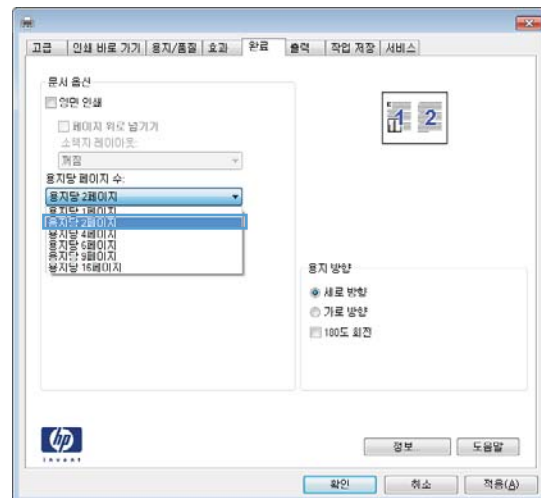 고급 인쇄 바로 가기 용지/품질 효과 완료 출력 작업 저장 서비스
문서 옵션
양면 인쇄
페이지 위로 넘기기
소책자 레이아웃:
꺼짐
용지당 페이지 수:
용지당 2페이지
용지당 1페이지
용지당 2페이지
용지당 4페이지
용지당 6페이지
용지당 9페이지
용지당 16페이지
1 2
용지 방향
세로 방향
가로 방향
180도 회전
hp
invent
정보... 도움말
확인 취소 적용(A)